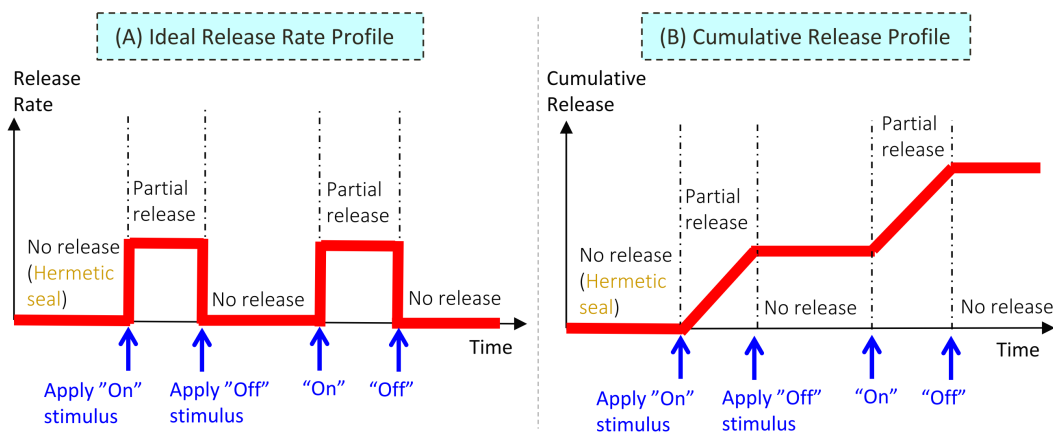 (A) Ideal Release Rate Profile
Release
Rate
Partial
release
Partial
release
No release
(Hermetic
seal)
No release
No release
Time
Apply ”On”
stimulus
Apply ”Off”
stimulus
“On”
“Off”
(B) Cumulative Release Profile
Cumulative
Release
Partial
release
Partial
release
No release
(Hermetic
seal)
No release
No release
Time
Apply ”On”
stimulus
Apply ”Off”
stimulus
“On”
“Off”